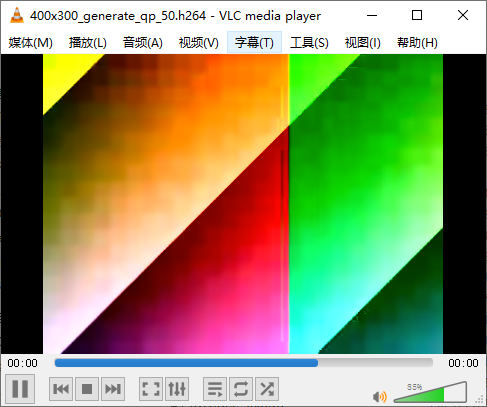 400x300_generate_qp_50.h264 - VLC media player
媒体(M) 播放(L) 音频(A) 视频(V) 字幕(T) 工具(S) 视图(I) 帮助(H)
00:00 00:00
55%